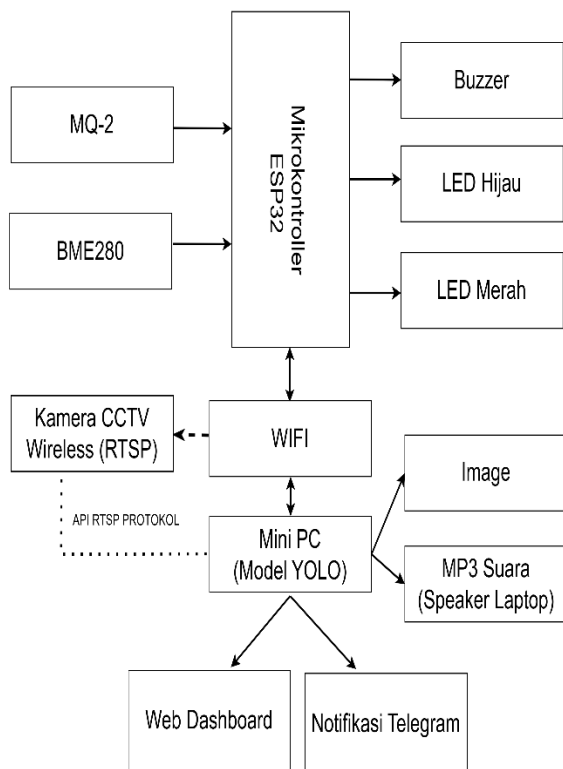 MQ-2
BME280
Mikrokontroller
ESP32
Buzzer
LED Hijau
LED Merah
Kamera CCTV
Wireless (RTSP)
WIFI
API RTSP PROTOKOL
Mini PC
(Model YOLO)
Image
MP3 Suara
(Speaker Laptop)
Web Dashboard
Notifikasi Telegram